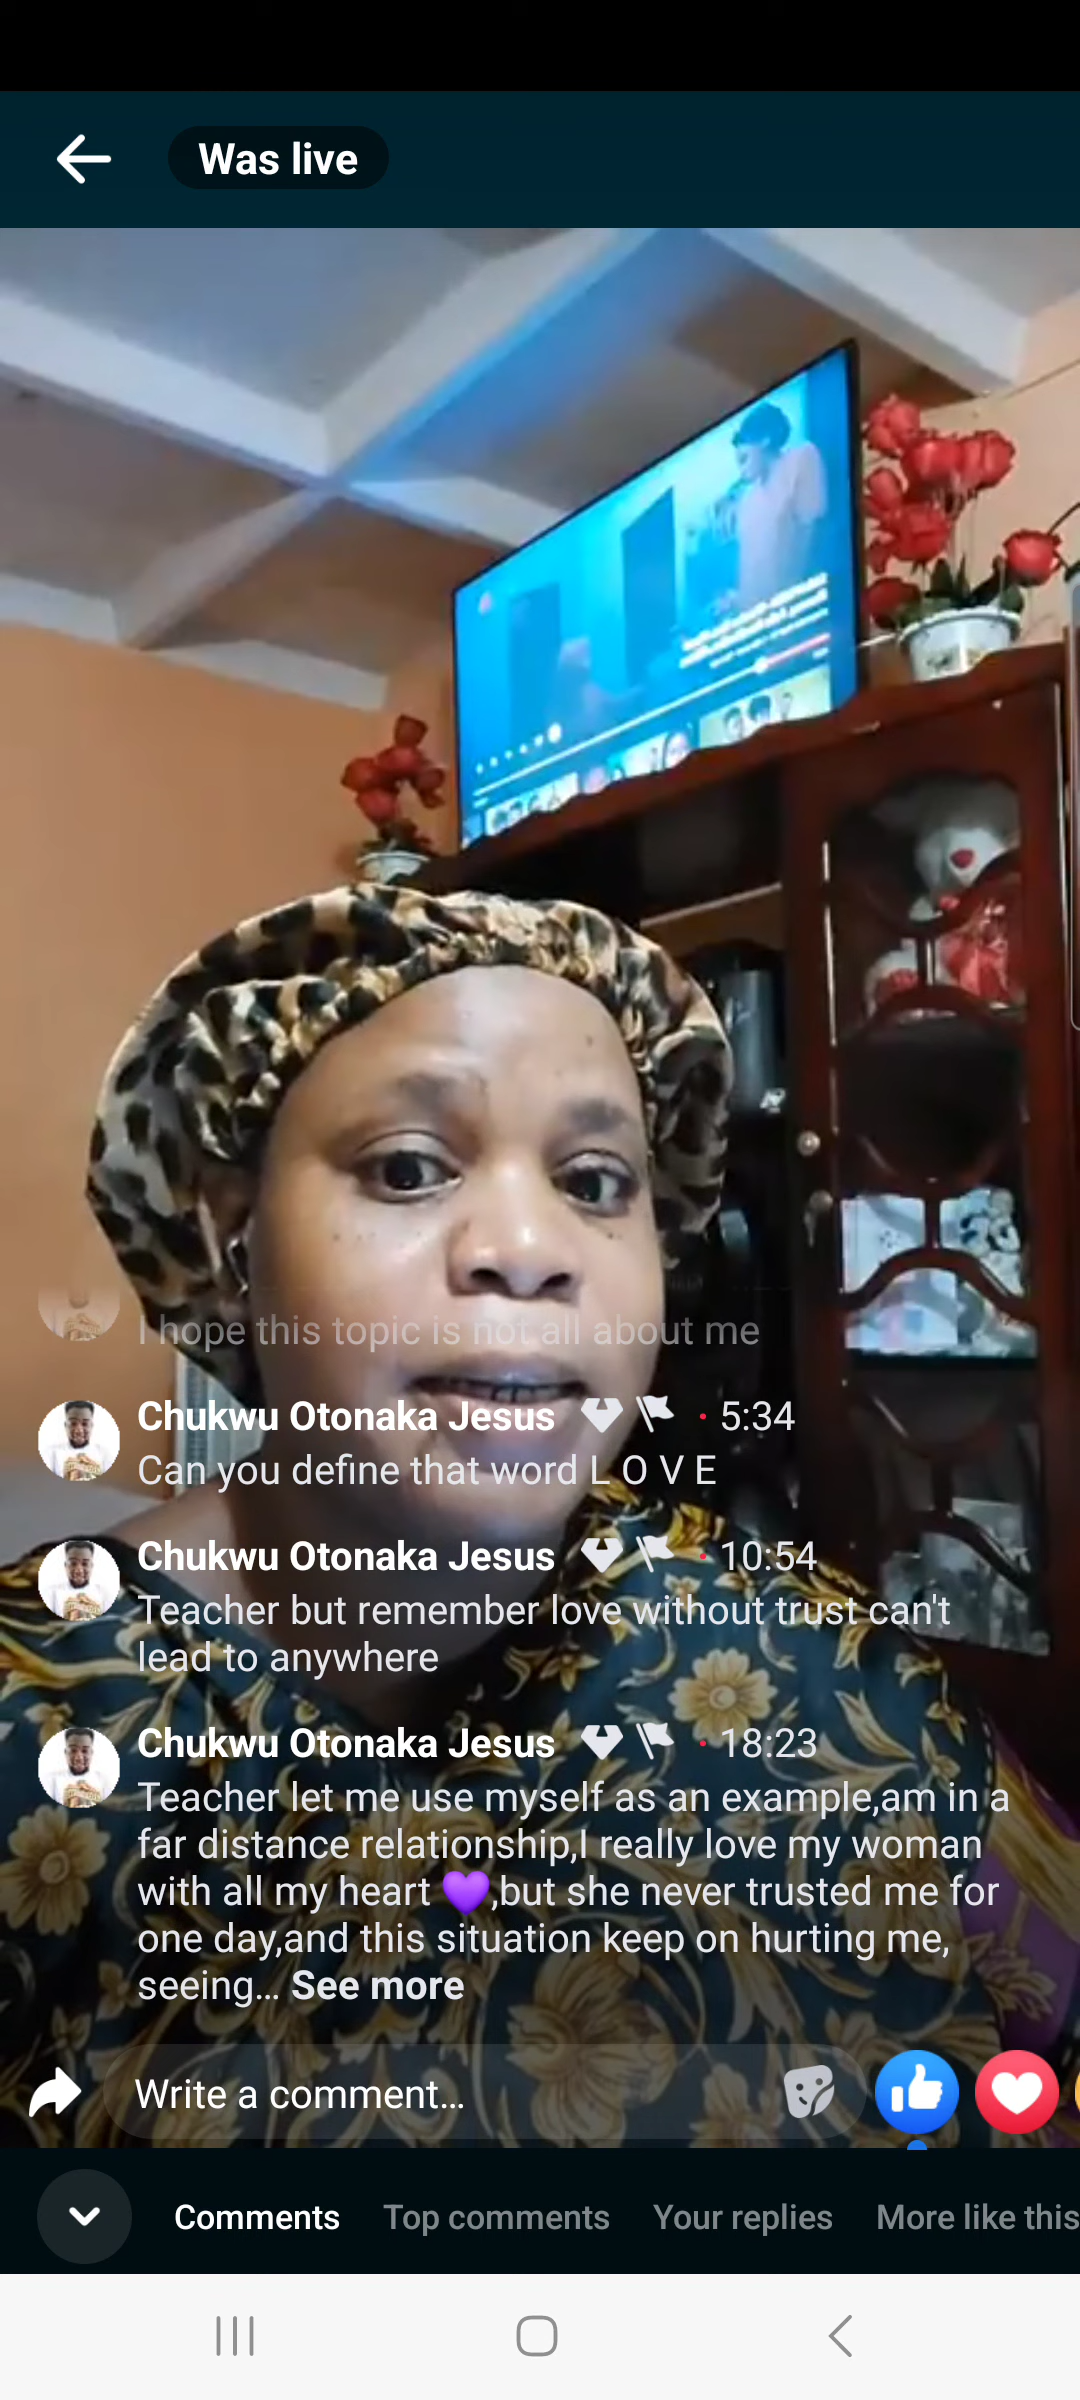 Was live
I hope this topic is not all about me
Chukwu Otonaka Jesus · 5:34
Can you define that word L O V E
Chukwu Otonaka Jesus · 10:54
Teacher but remember love without trust can't
lead to anywhere
Chukwu Otonaka Jesus · 18:23
Teacher let me use myself as an example,am in a
far distance relationship,I really love my woman
with all my heart 💜,but she never trusted me for
one day,and this situation keep on hurting me,
seeing... See more
Write a comment...
Comments Top comments Your replies More like this